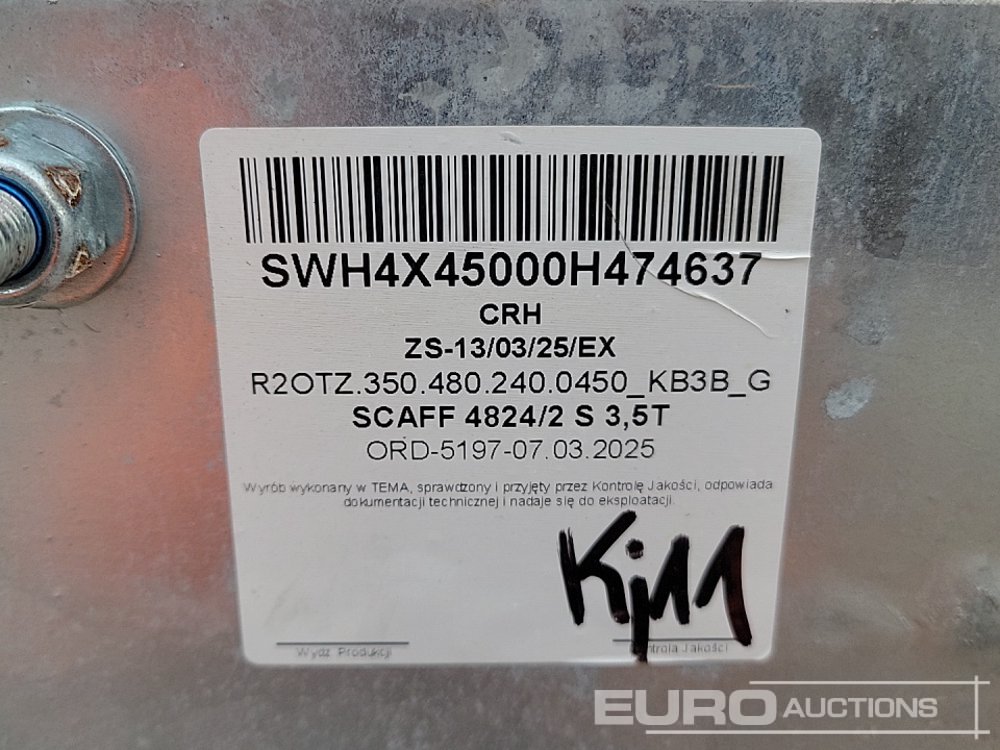 SWH4X45000H474637
CRH
ZS-13/03/25/EX
R2OTZ.350.480.240.0450_KB3B_G
SCAFF 4824/2 S 3,5T
ORD-5197-07.03.2025
Wyrób wykonany w TEMA, sprawdzony i przyjęty przez Kontrolę Jakości, odpowiada
dokumentacji technicznej i nadaje się do eksploatacji.
Kj11
Wydz. Produkcji
Kontrola Jakości
EURO AUCTIONS